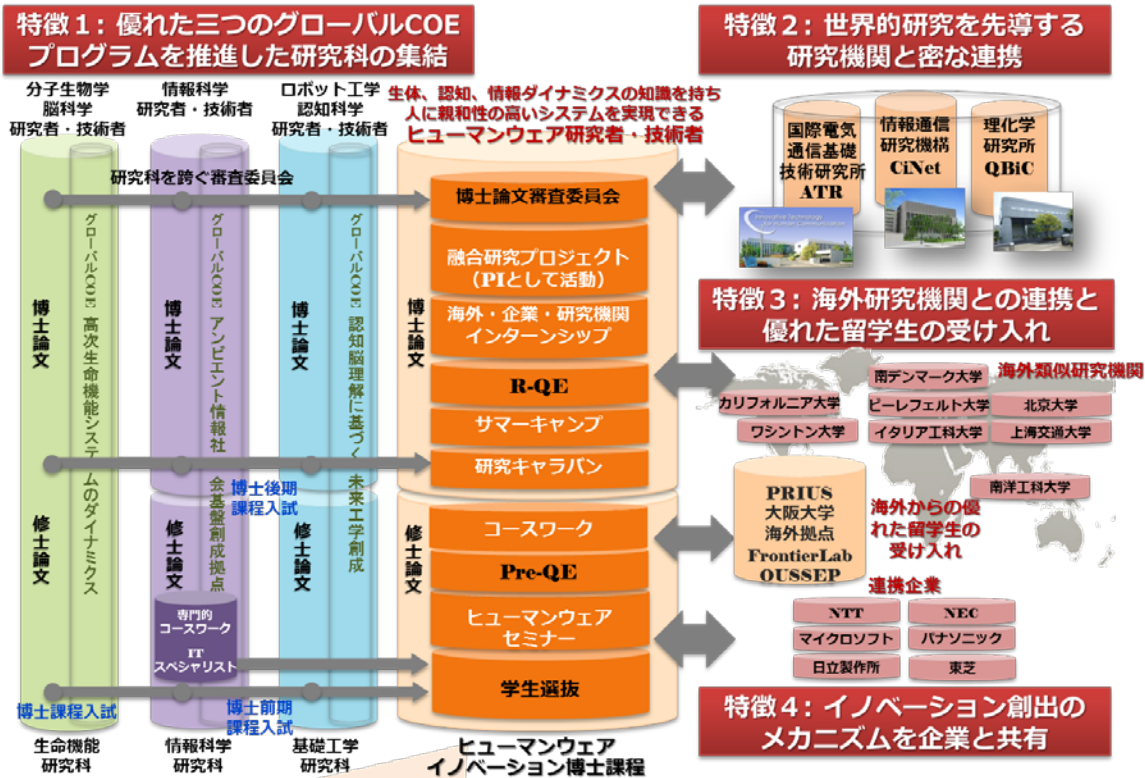 特徴1：優れた三つのグローバルCOE
プログラムを推進した研究科の集結
特徴2：世界的研究を先導する
研究機関と密な連携
分子生物学
脳科学
研究者・技術者
情報科学
研究者・技術者
ロボット工学
認知科学
研究者・技術者
生体、認知、情報ダイナミクスの知識を持ち
人に親和性の高いシステムを実現できる
ヒューマンウェア研究者・技術者
国際電気
通信基礎
技術研究所
ATR
情報通信
研究機構
CiNet
理化学
研究所
QBiC
Innovative Technology
for Human Communication
研究科を跨ぐ審査委員会
博士論文
修士論文
グローバルCOE 高次生命機能システムのダイナミクス
博士論文
修士論文
グローバルCOE アンビエント情報社 会基盤創成拠点
博士論文
修士論文
グローバルCOE 認知脳理解に基づく 未来工学創成
博士論文
修士論文
博士論文審査委員会
融合研究プロジェクト
（PIとして活動）
海外・企業・研究機関
インターンシップ
R-QE
サマーキャンプ
研究キャラバン
コースワーク
Pre-QE
ヒューマンウェア
セミナー
学生選抜
博士後期
課程入試
専門的
コースワーク
IT
スペシャリスト
博士課程入試
博士前期
課程入試
生命機能
研究科
情報科学
研究科
基礎工学
研究科
ヒューマンウェア
イノベーション博士課程
特徴3：海外研究機関との連携と
優れた留学生の受け入れ
海外類似研究機関
南デンマーク大学
カリフォルニア大学
ビーレフェルト大学
北京大学
ワシントン大学
イタリア工科大学
上海交通大学
南洋工科大学
PRIUS
大阪大学
海外拠点
FrontierLab
OUSSEP
海外からの優
れた留学生の
受け入れ
連携企業
NTT
NEC
マイクロソフト
パナソニック
日立製作所
東芝
特徴4：イノベーション創出の
メカニズムを企業と共有